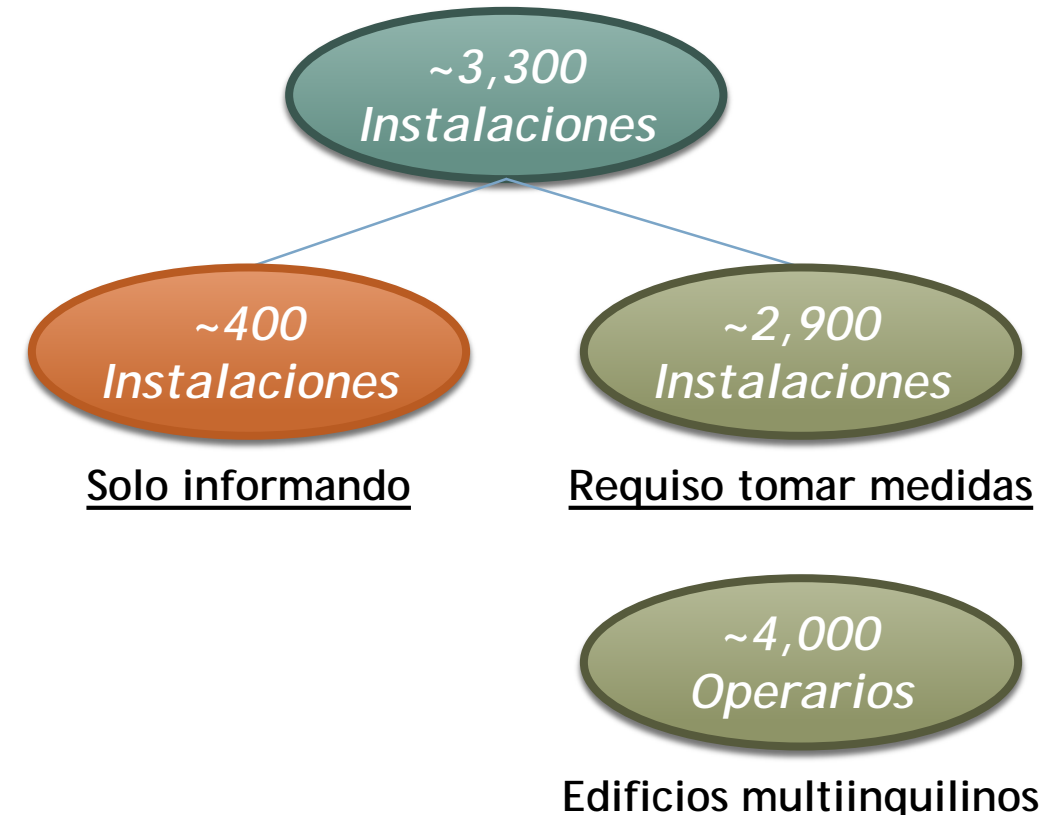 ~3,300
Instalaciones
~400
Instalaciones
~2,900
Instalaciones
Solo informando
Requiso tomar medidas
~4,000
Operarios
Edificios multiinquilinos